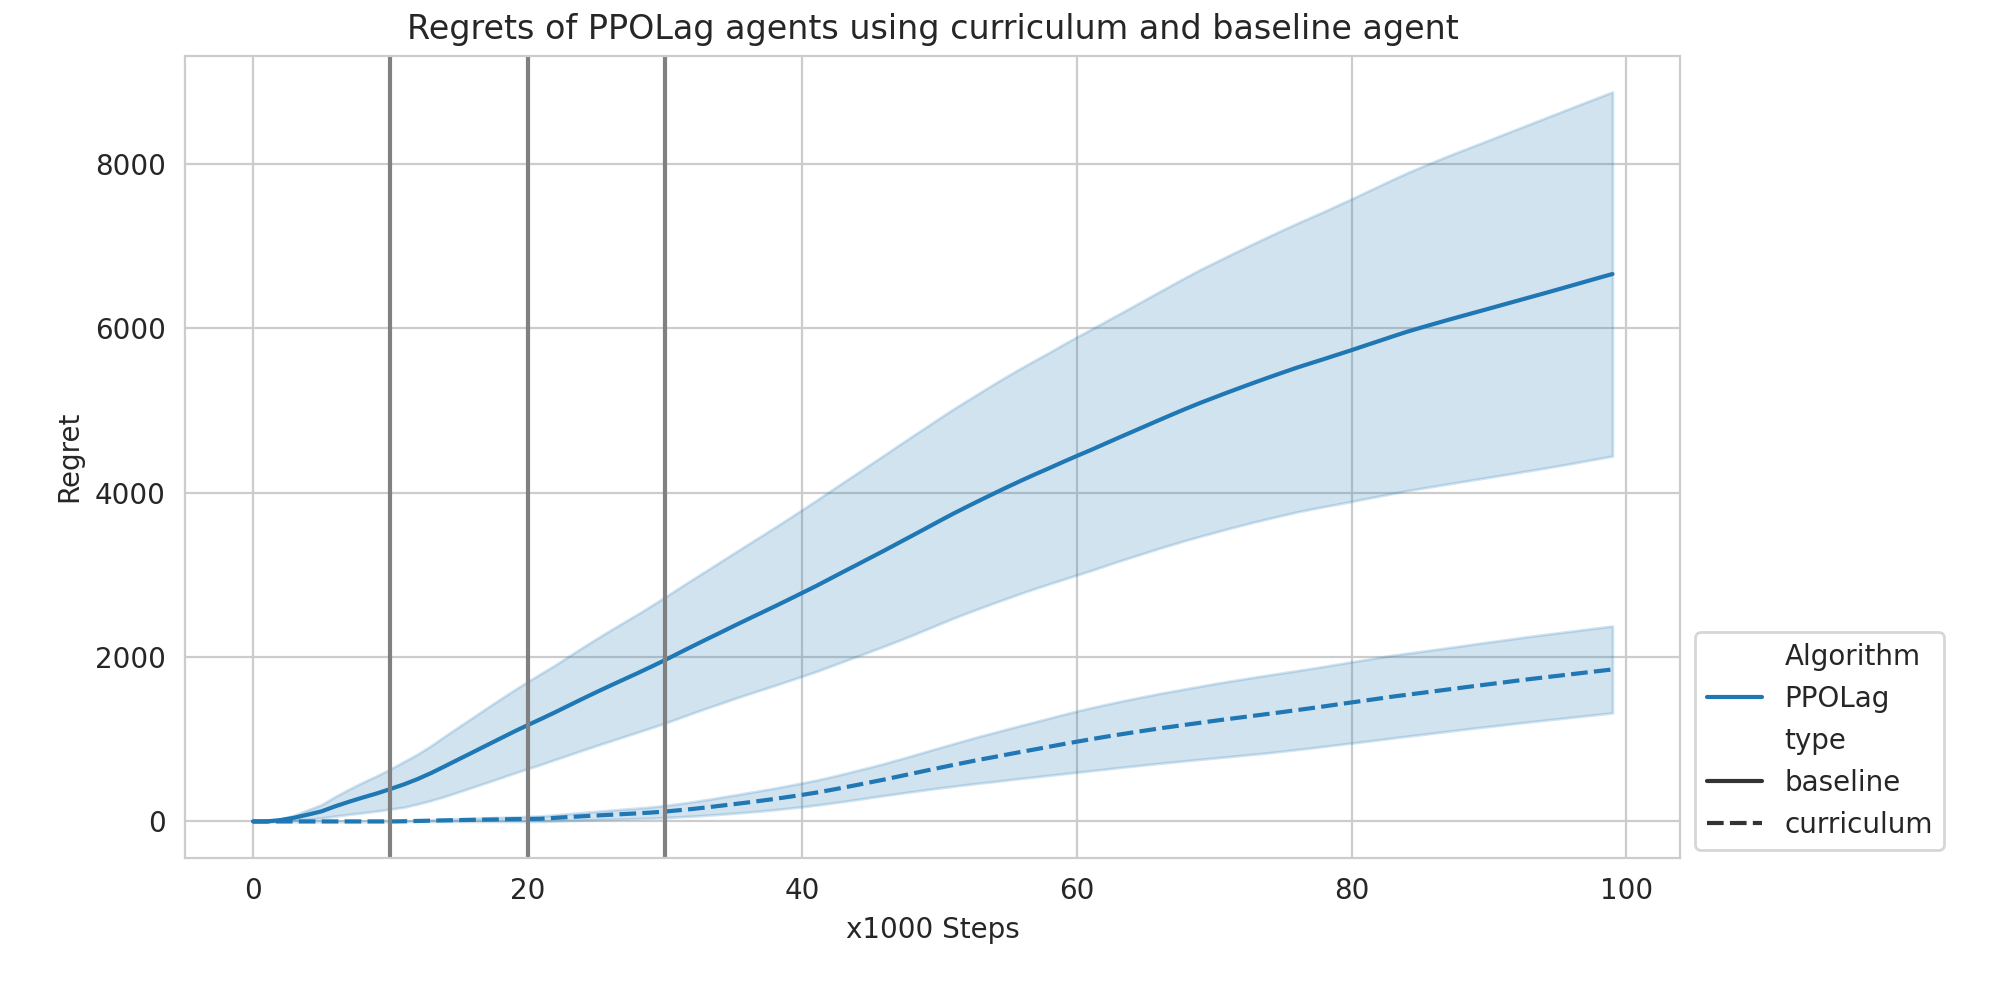 Regrets of PPOLag agents using curriculum and baseline agent
8000
6000
4000
2000
0
Regret
0 20 40 60 80 100
x1000 Steps
Algorithm
PPOLag
type
baseline
curriculum